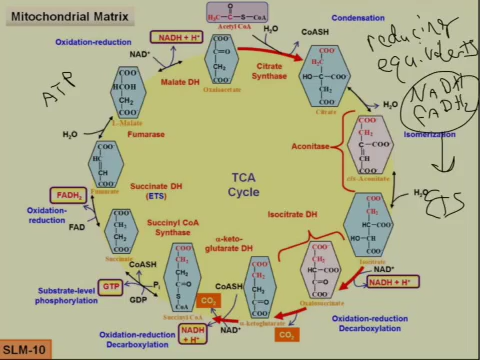 Mitochondrial Matrix
H₃C-C-S-CoA
O
Acetyl CoA
NADH + H⁺
H₂O
CoASH
Condensation
reducing
equivalents
NADH
FADH₂
ETS
ATP
Oxidation-reduction
NAD⁺
Malate DH
Oxaloacetate
Citrate
Synthase
Citrate
H₂O
Isomerization
Aconitase
cis-Aconitate
H₂O
Isocitrate
Isocitrate DH
NAD⁺
NADH + H⁺
Oxidation-reduction
Decarboxylation
Oxalosuccinate
CO₂
α-ketoglutarate
α-keto-
glutarate DH
CoASH
NAD⁺
CO₂
NADH
+ H⁺
Oxidation-reduction
Decarboxylation
Succinyl CoA
Succinyl CoA
Synthase
CoASH
Pᵢ
GTP
GDP
Substrate-level
phosphorylation
Succinate
Succinate DH
(ETS)
FADH₂
FAD
Oxidation-
reduction
Fumarate
Fumarase
H₂O
L-Malate
TCA
Cycle
SLM-10